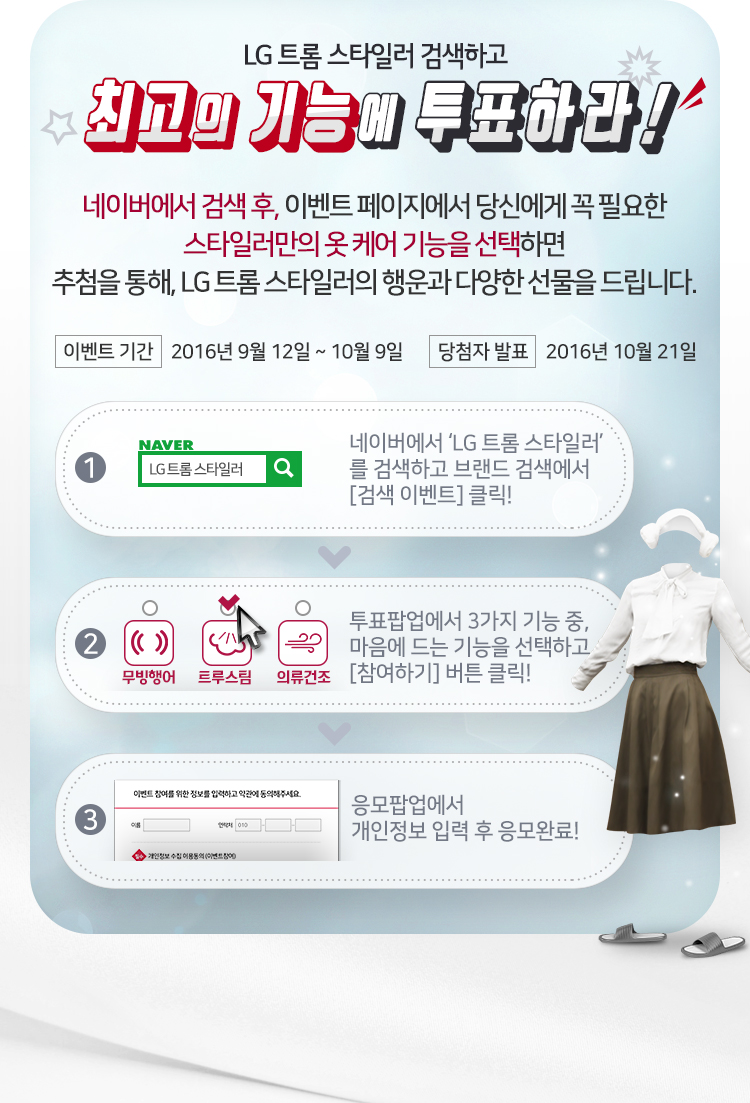 LG 트롬 스타일러 검색하고
최고의 기능에 투표하라!
네이버에서 검색 후, 이벤트 페이지에서 당신에게 꼭 필요한
스타일러만의 옷 케어 기능을 선택하면
추첨을 통해, LG 트롬 스타일러의 행운과 다양한 선물을 드립니다.
이벤트 기간 2016년 9월 12일 ~ 10월 9일 당첨자 발표 2016년 10월 21일
1
NAVER
LG 트롬 스타일러
네이버에서 ‘LG 트롬 스타일러’
를 검색하고 브랜드 검색에서
[검색 이벤트] 클릭!
2
무빙행어 트루스팀 의류건조
투표팝업에서 3가지 기능 중,
마음에 드는 기능을 선택하고
[참여하기] 버튼 클릭!
3
이벤트 참여를 위한 정보를 입력하고 약관에 동의해주세요.
이름 연락처 010 - -
필수 개인정보 수집 이용동의 (이벤트참여)
응모팝업에서
개인정보 입력 후 응모완료!